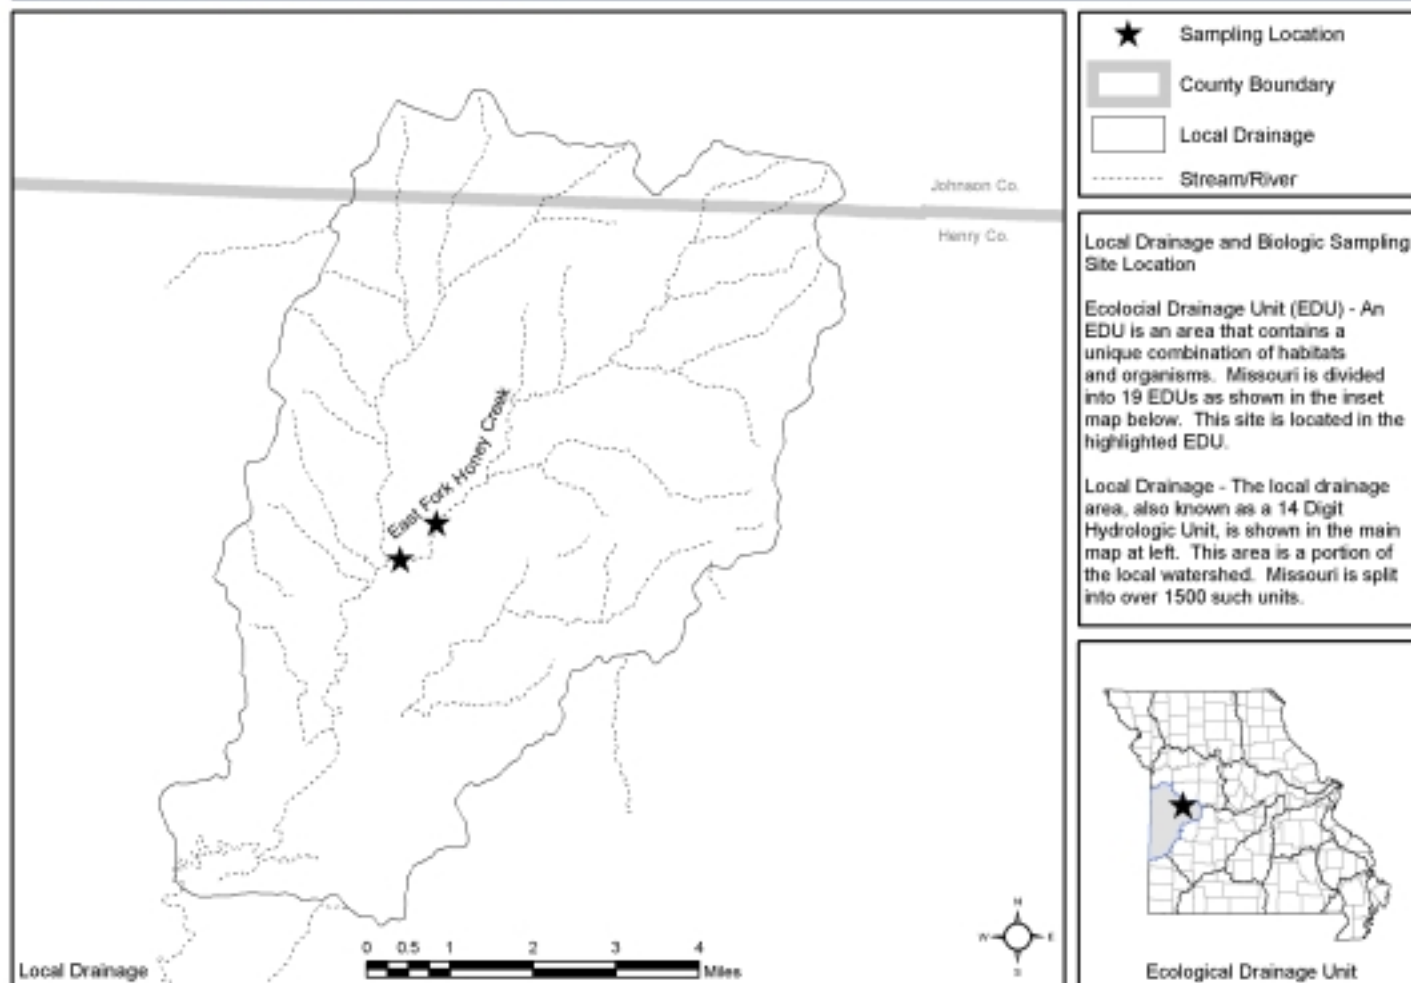 Sampling Location
County Boundary
Local Drainage
Stream/River
Johnson Co.
Henry Co.
East Fork Honey Creek
Local Drainage and Biologic Sampling
Site Location
Ecolocial Drainage Unit (EDU) - An
EDU is an area that contains a
unique combination of habitats
and organisms. Missouri is divided
into 19 EDUs as shown in the inset
map below. This site is located in the
highlighted EDU.
Local Drainage - The local drainage
area, also known as a 14 Digit
Hydrologic Unit, is shown in the main
map at left. This area is a portion of
the local watershed. Missouri is split
into over 1500 such units.
N
W E
S
0 0.5 1 2 3 4
Miles
Local Drainage
Ecological Drainage Unit